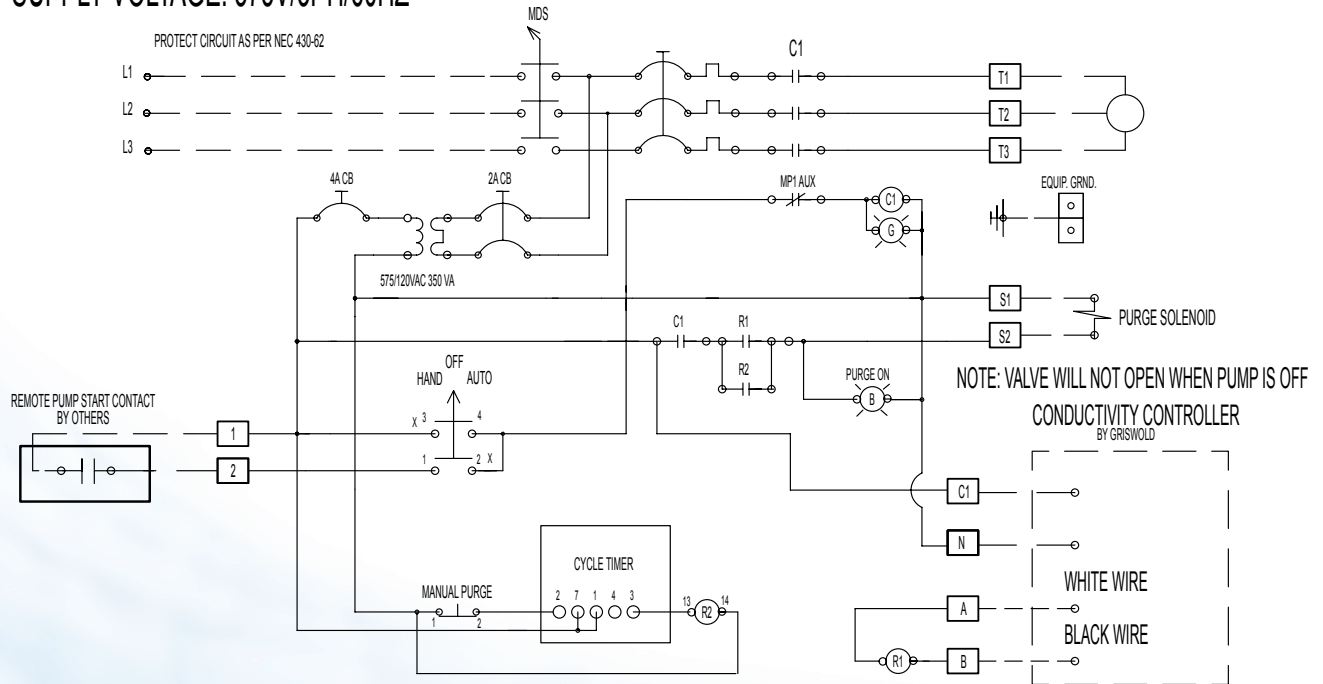 MDS
PROTECT CIRCUIT AS PER NEC 430-62
C1
L1
T1
L2
T2
L3
T3
4A CB
2A CB
MP1 AUX
EQUIP. GRND.
C1
G
575/120VAC 350 VA
S1
PURGE SOLENOID
S2
C1
R1
R2
PURGE ON
B
NOTE: VALVE WILL NOT OPEN WHEN PUMP IS OFF
OFF
HAND
AUTO
REMOTE PUMP START CONTACT
BY OTHERS
X 3
4
1
1
2 X
2
CONDUCTIVITY CONTROLLER
BY GRISWOLD
C1
N
CYCLE TIMER
2 7 1 4 3
MANUAL PURGE
1
2
13
R2
14
WHITE WIRE
A
BLACK WIRE
R1
B